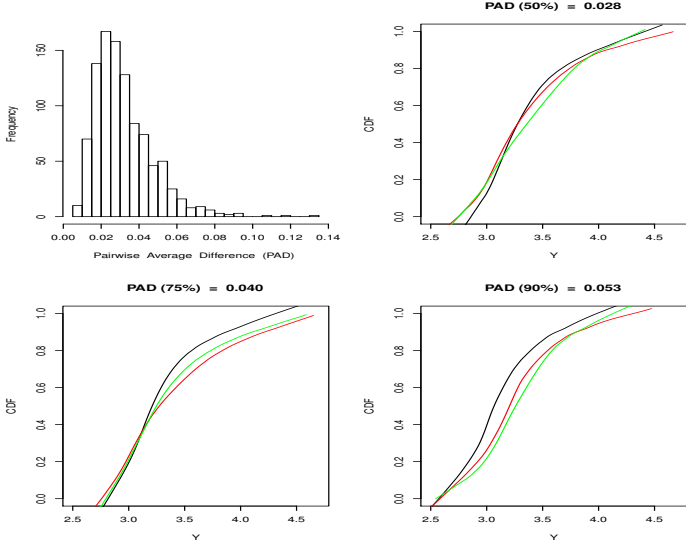 PAD (50%) = 0.028
Frequency
150
100
50
0
0.00 0.02 0.04 0.06 0.08 0.10 0.12 0.14
Pairwise Average Difference (PAD)
CDF
1.0
0.8
0.6
0.4
0.2
0.0
2.5 3.0 3.5 4.0 4.5
Y
PAD (75%) = 0.040
CDF
1.0
0.8
0.6
0.4
0.2
0.0
2.5 3.0 3.5 4.0 4.5
Y
PAD (90%) = 0.053
CDF
1.0
0.8
0.6
0.4
0.2
0.0
2.5 3.0 3.5 4.0 4.5
Y